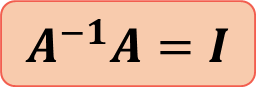 A⁻¹A = I